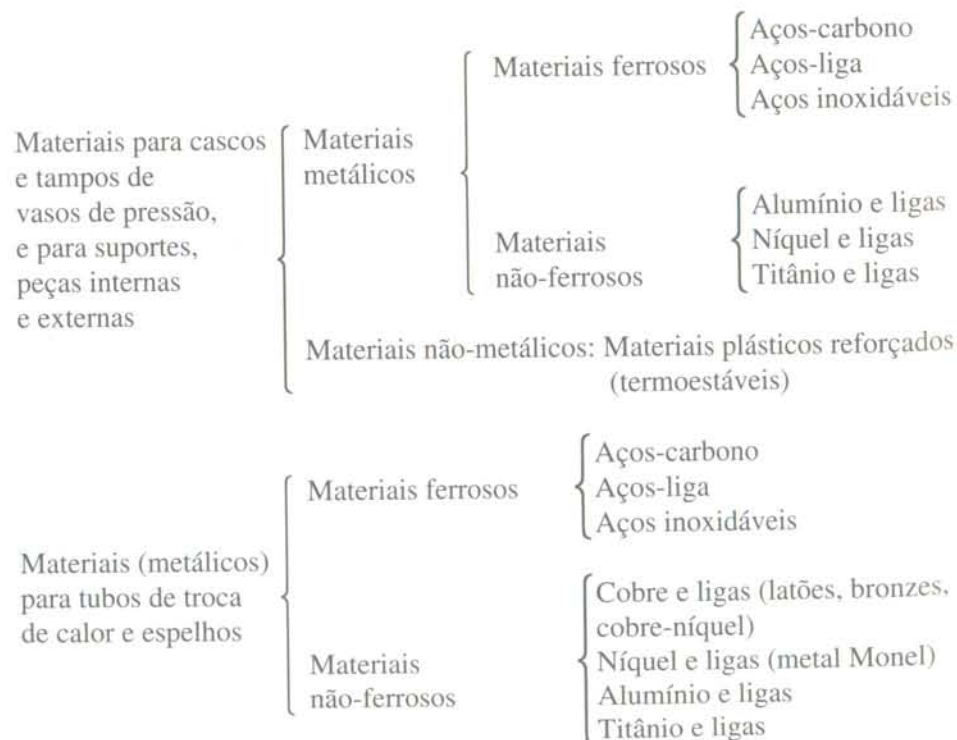 Materiais para cascos
e tampos de
vasos de pressão,
e para suportes,
peças internas
e externas
Materiais
metálicos
Materiais ferrosos
Aços-carbono
Aços-liga
Aços inoxidáveis
Materiais
não-ferrosos
Alumínio e ligas
Níquel e ligas
Titânio e ligas
Materiais não-metálicos: Materiais plásticos reforçados
(termoestáveis)
Materiais (metálicos)
para tubos de troca
de calor e espelhos
Materiais ferrosos
Aços-carbono
Aços-liga
Aços inoxidáveis
Materiais
não-ferrosos
Cobre e ligas (latões, bronzes,
cobre-níquel)
Níquel e ligas (metal Monel)
Alumínio e ligas
Titânio e ligas